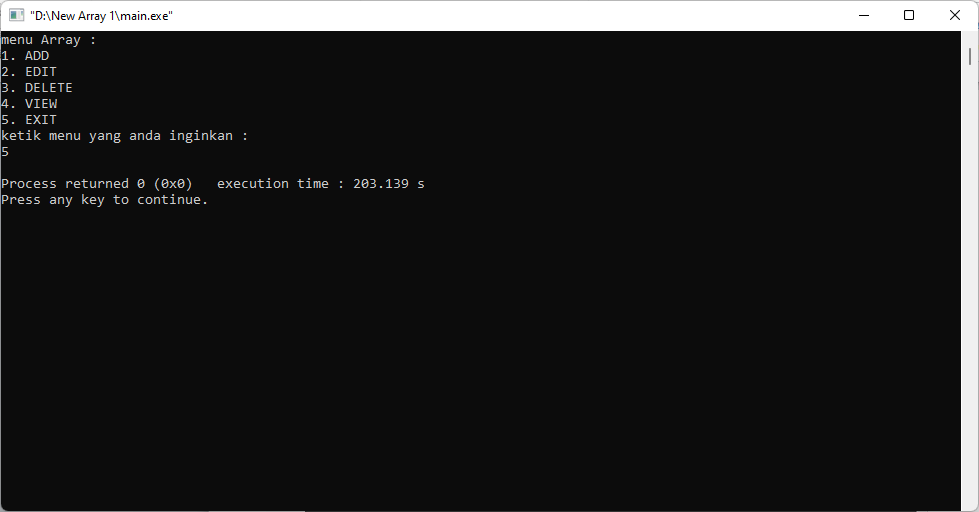 "D:\New Array 1\main.exe"
menu Array :
1. ADD
2. EDIT
3. DELETE
4. VIEW
5. EXIT
ketik menu yang anda inginkan :
5
Process returned 0 (0x0)   execution time : 203.139 s
Press any key to continue.